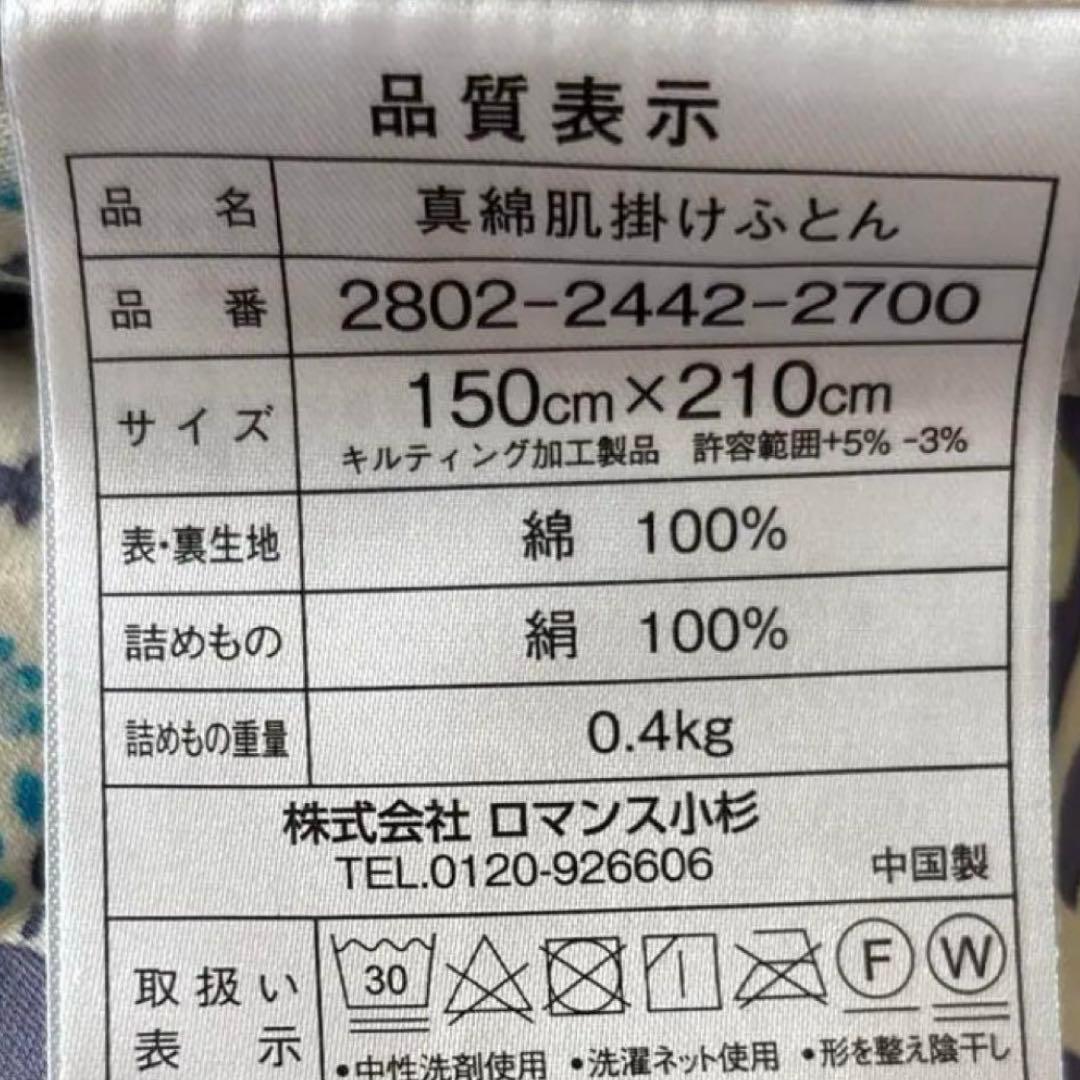 品質表示
品名 真綿肌掛けふとん
品番 2802-2442-2700
サイズ 150cm×210cm
キルティング加工製品 許容範囲+5% -3%
表・裏生地 綿 100%
詰めもの 絹 100%
詰めもの重量 0.4kg
株式会社 ロマンス小杉
TEL.0120-926606 中国製
取扱い
表示
30 F W
•中性洗剤使用 •洗濯ネット使用 •形を整え陰干し